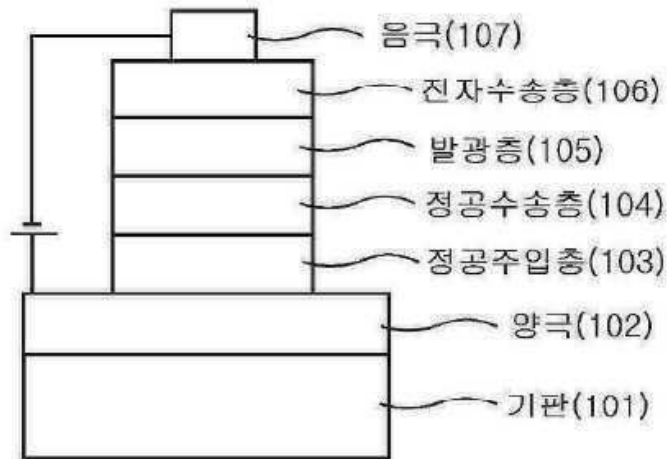 음극(107)
진자수송층(106)
발광층(105)
정공수송층(104)
정공주입층(103)
양극(102)
기판(101)